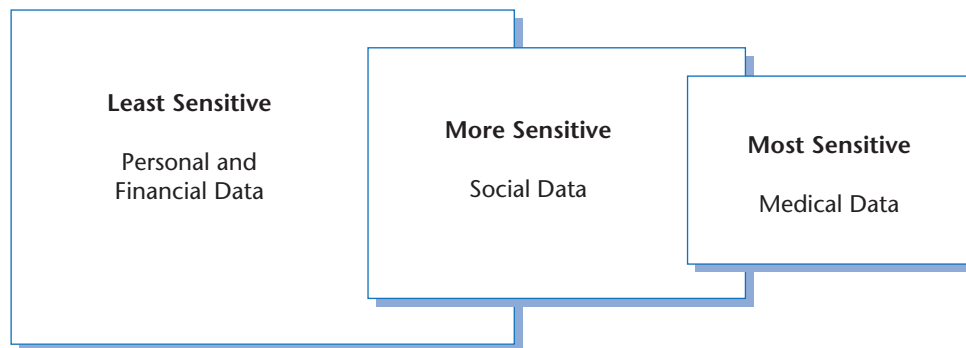 Least Sensitive
Personal and
Financial Data
More Sensitive
Social Data
Most Sensitive
Medical Data